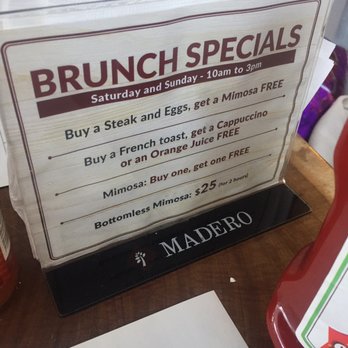 BRUNCH SPECIALS
Saturday and Sunday - 10am to 3pm
Buy a Steak and Eggs, get a Mimosa FREE
Buy a French toast, get a Cappuccino
or an Orange Juice FREE
Mimosa: Buy one, get one FREE
Bottomless Mimosa: $25 (for 2 hours)
MADERO